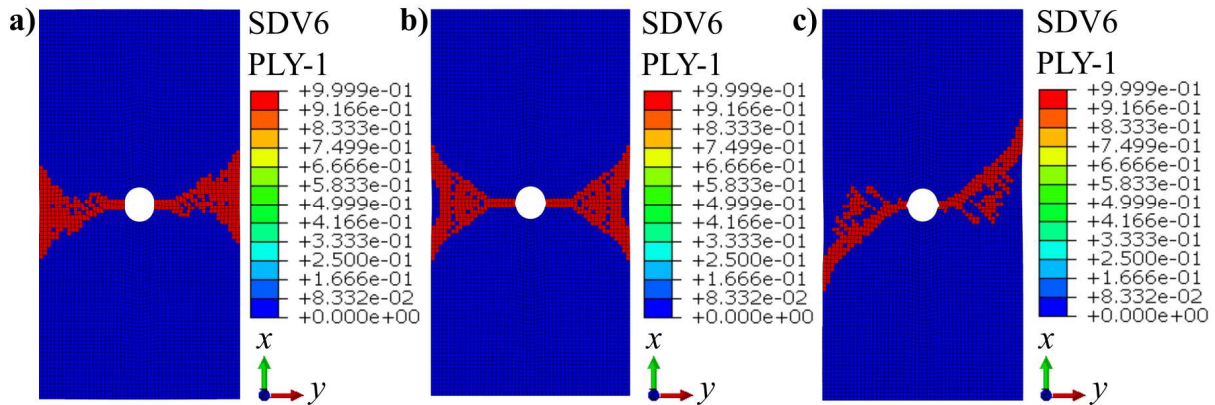 a)
SDV6
PLY-1
+9.999e-01
+9.166e-01
+8.333e-01
+7.499e-01
+6.666e-01
+5.833e-01
+4.999e-01
+4.166e-01
+3.333e-01
+2.500e-01
+1.666e-01
+8.332e-02
+0.000e+00
x
y
b)
SDV6
PLY-1
+9.999e-01
+9.166e-01
+8.333e-01
+7.499e-01
+6.666e-01
+5.833e-01
+4.999e-01
+4.166e-01
+3.333e-01
+2.500e-01
+1.666e-01
+8.332e-02
+0.000e+00
x
y
c)
SDV6
PLY-1
+9.999e-01
+9.166e-01
+8.333e-01
+7.499e-01
+6.666e-01
+5.833e-01
+4.999e-01
+4.166e-01
+3.333e-01
+2.500e-01
+1.666e-01
+8.332e-02
+0.000e+00
x
y